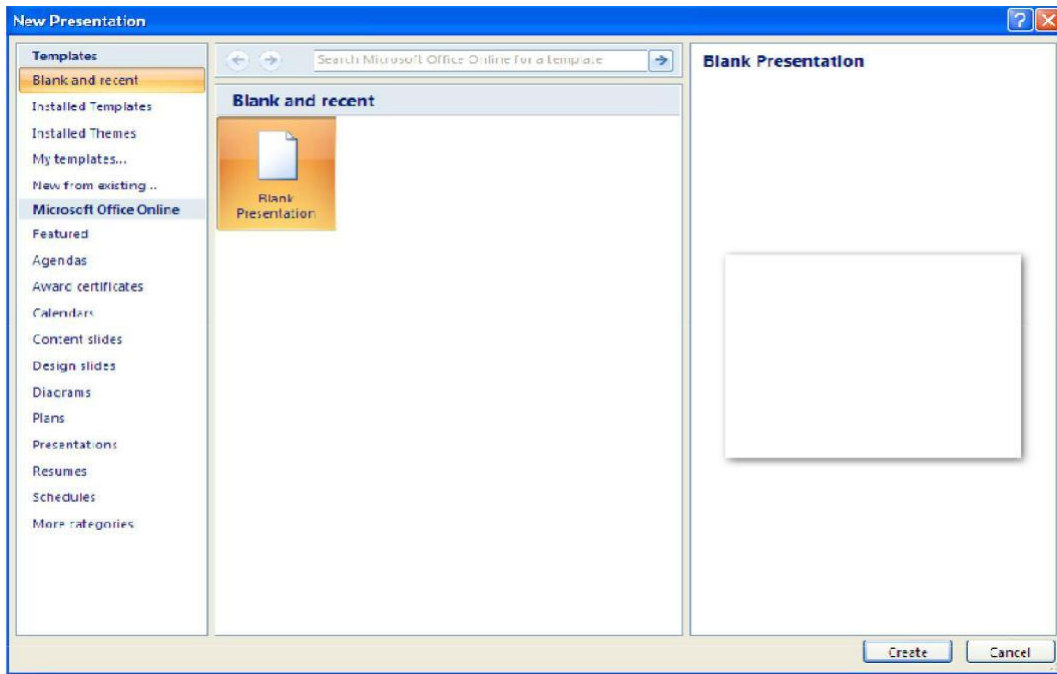 New Presentation
Templates
Blank and recent
Installed Templates
Installed Themes
My templates...
New from existing...
Microsoft Office Online
Featured
Agendas
Award certificates
Calendars
Content slides
Design slides
Diagrams
Plans
Presentations
Resumes
Schedules
More categories
Search Microsoft Office Online for a template
Blank and recent
Blank
Presentation
Blank Presentation
Create
Cancel